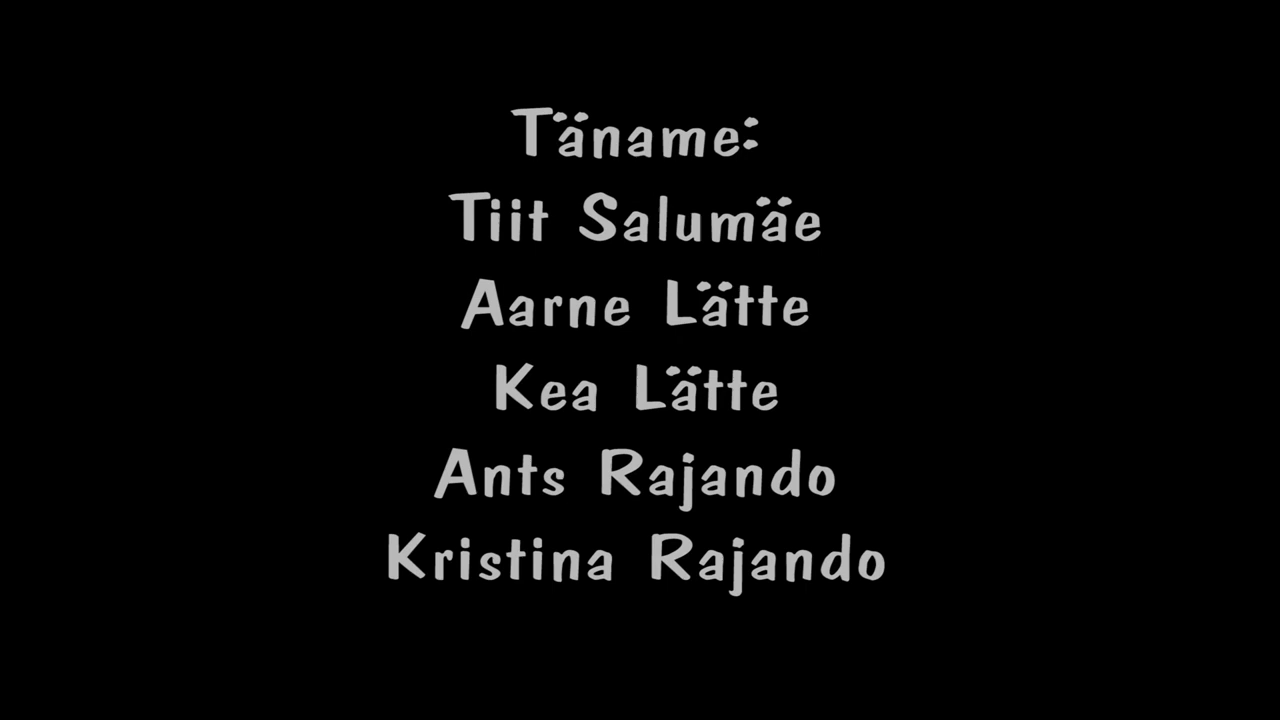 Täname:
Tiit Salumäe
Aarne Lätte
Kea Lätte
Ants Rajando
Kristina Rajando